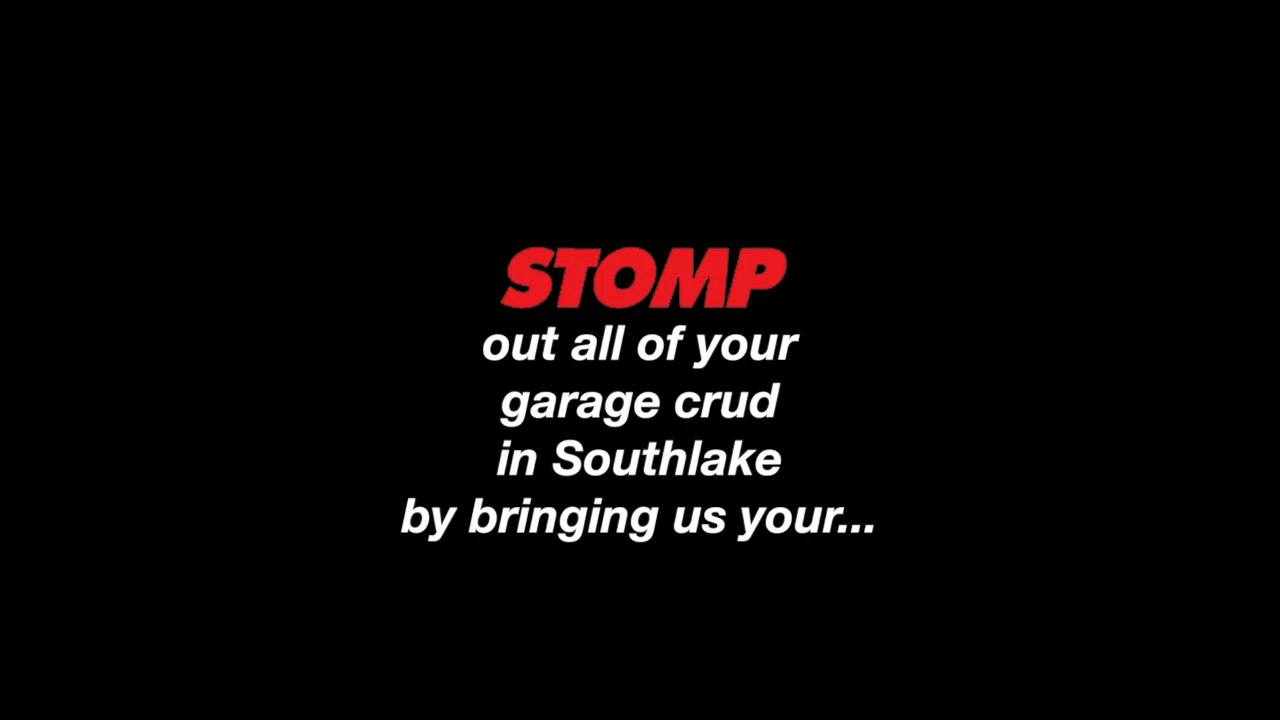 STOMP
out all of your
garage crud
in Southlake
by bringing us your...